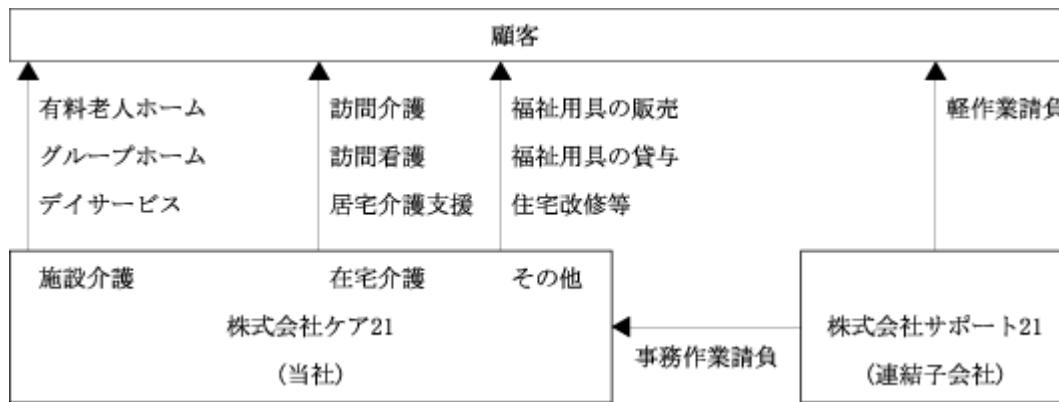 顧客
有料老人ホーム 訪問介護 福祉用具の販売 軽作業請負
グループホーム 訪問看護 福祉用具の貸与
デイサービス 居宅介護支援 住宅改修等
施設介護 在宅介護 その他
株式会社ケア21 株式会社サポート21
事務作業請負
(当社) (連結子会社)